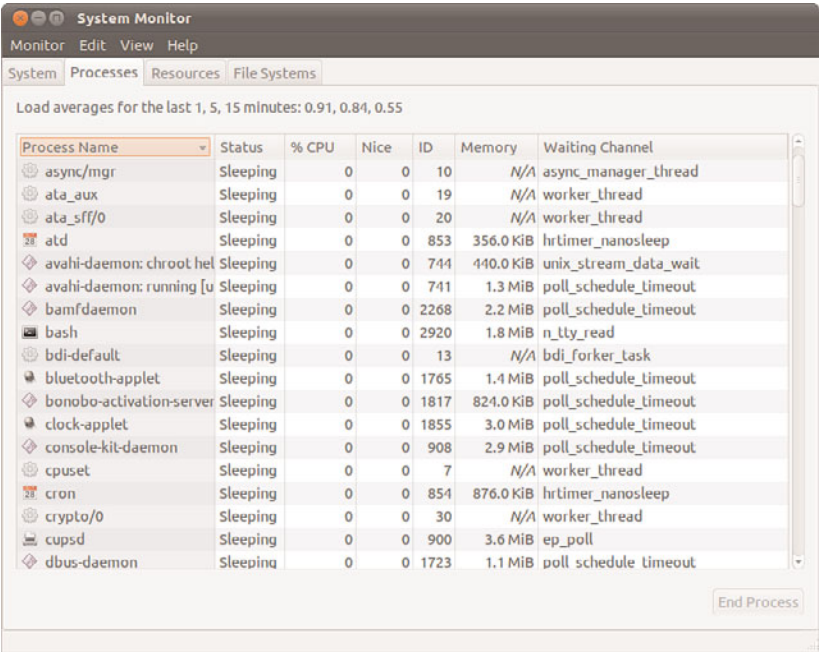 System Monitor
Monitor Edit View Help
System Processes Resources File Systems
Load averages for the last 1, 5, 15 minutes: 0.91, 0.84, 0.55
Process Name Status % CPU Nice ID Memory Waiting Channel
async/mgr Sleeping 0 0 10 N/A async_manager_thread
ata_aux Sleeping 0 0 19 N/A worker_thread
ata_sff/0 Sleeping 0 0 20 N/A worker_thread
28 atd Sleeping 0 0 853 356.0 KiB hrtimer_nanosleep
avahi-daemon: chroot hel Sleeping 0 0 744 440.0 KiB unix_stream_data_wait
avahi-daemon: running [u Sleeping 0 0 741 1.3 MiB poll_schedule_timeout
bamfdaemon Sleeping 0 0 2268 2.2 MiB poll_schedule_timeout
bash Sleeping 0 0 2920 1.8 MiB n_tty_read
bdi-default Sleeping 0 0 13 N/A bdi_forker_task
bluetooth-applet Sleeping 0 0 1765 1.4 MiB poll_schedule_timeout
bonobo-activation-server Sleeping 0 0 1817 824.0 KiB poll_schedule_timeout
clock-applet Sleeping 0 0 1855 3.0 MiB poll_schedule_timeout
console-kit-daemon Sleeping 0 0 908 2.9 MiB poll_schedule_timeout
cpuset Sleeping 0 0 7 N/A worker_thread
28 cron Sleeping 0 0 854 876.0 KiB hrtimer_nanosleep
crypto/0 Sleeping 0 0 30 N/A worker_thread
cupsd Sleeping 0 0 900 3.6 MiB ep_poll
dbus-daemon Sleeping 0 0 1723 1.1 MiB poll_schedule_timeout
End Process